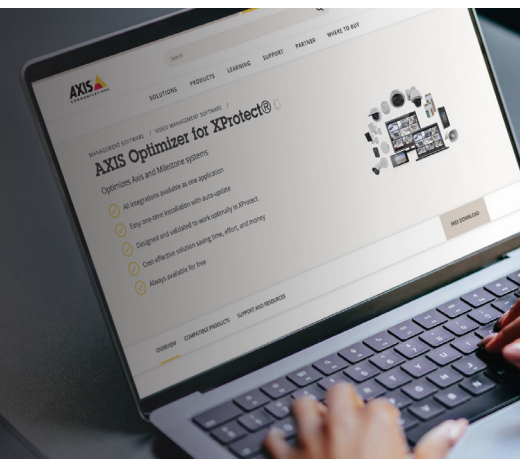 Search
AXIS
COMMUNICATIONS
SOLUTIONS PRODUCTS LEARNING SUPPORT PARTNER WHERE TO BUY
MANAGEMENT SOFTWARE / VIDEO MANAGEMENT SOFTWARE /
AXIS Optimizer for XProtect®
Optimizes Axis and Milestone systems
All integrations available as one application
Easy one-time installation with auto-update
Designed and validated to work optimally in XProtect
Cost-effective solution saving time, effort, and money
Always available for free
FREE DOWNLOAD
OVERVIEW COMPATIBLE PRODUCTS SUPPORT AND RESOURCES